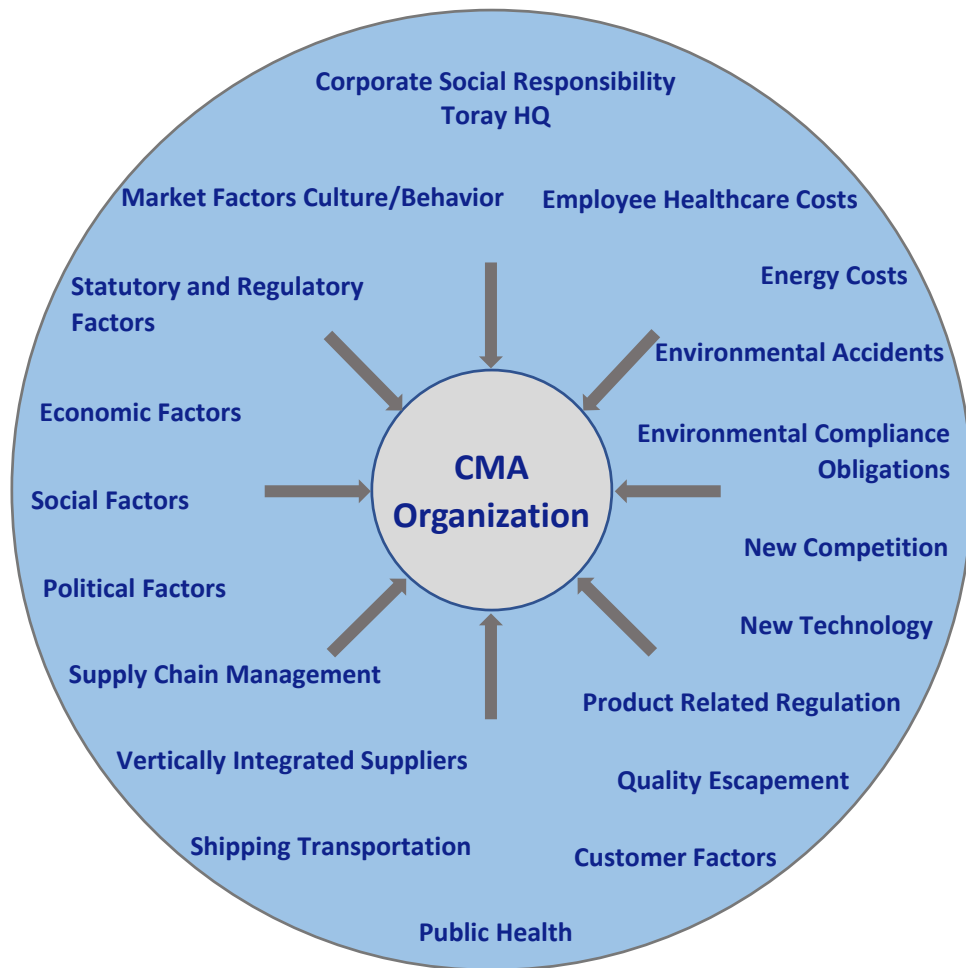 Corporate Social Responsibility
Toray HQ
Market Factors Culture/Behavior
Employee Healthcare Costs
Statutory and Regulatory
Factors
Energy Costs
Environmental Accidents
Economic Factors
Environmental Compliance
Obligations
CMA
Organization
Social Factors
New Competition
Political Factors
New Technology
Supply Chain Management
Product Related Regulation
Vertically Integrated Suppliers
Quality Escapement
Shipping Transportation
Customer Factors
Public Health